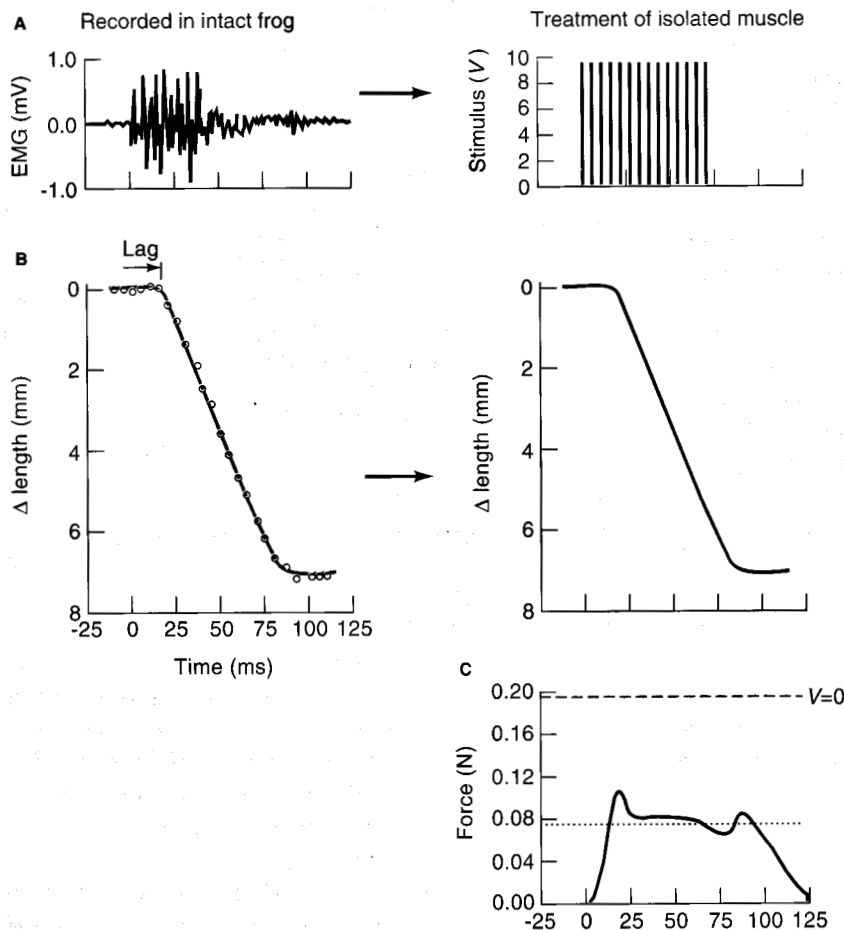 A
Recorded in intact frog
Treatment of isolated muscle
EMG (mV)
1.0
0.0
-1.0
Stimulus (V)
10
8
6
4
2
0
B
Lag
Δ length (mm)
0
2
4
6
8
-25 0 25 50 75 100 125
Time (ms)
Δ length (mm)
0
2
4
6
8
C
Force (N)
0.20
0.16
0.12
0.08
0.04
0.00
V=0
-25 0 25 50 75 100 125